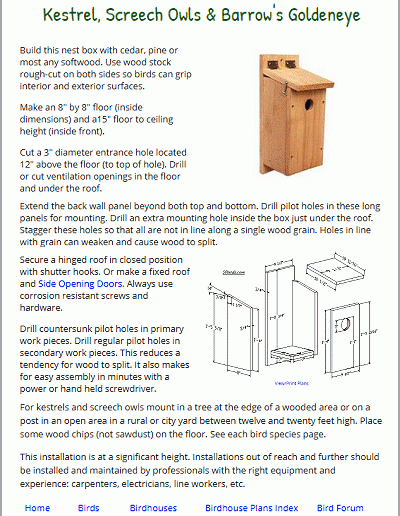 Kestrel, Screech Owls & Barrow's Goldeneye
Build this nest box with cedar, pine or
most any softwood. Use wood stock
rough-cut on both sides so birds can grip
interior and exterior surfaces.
Make an 8" by 8" floor (inside
dimensions) and a15" floor to ceiling
height (inside front).
Cut a 3" diameter entrance hole located
12" above the floor (to top of hole). Drill
or cut ventilation openings in the floor
and under the roof.
Extend the back wall panel beyond both top and bottom. Drill pilot holes in these long
panels for mounting. Drill an extra mounting hole inside the box just under the roof.
Stagger these holes so that all are not in line along a single wood grain. Holes in line
with grain can weaken and cause wood to split.
Secure a hinged roof in closed position
with shutter hooks. Or make a fixed roof
and Side Opening Doors. Always use
corrosion resistant screws and
hardware.
Drill countersunk pilot holes in primary
work pieces. Drill regular pilot holes in
secondary work pieces. This reduces a
tendency for wood to split. It also makes
for easy assembly in minutes with a
power or hand held screwdriver.
View/Print Plans
For kestrels and screech owls mount in a tree at the edge of a wooded area or on a
post in an open area in a rural or city yard between twelve and twenty feet high. Place
some wood chips (not sawdust) on the floor. See each bird species page.
This installation is at a significant height. Installations out of reach and further should
be installed and maintained by professionals with the right equipment and
experience: carpenters, electricians, line workers, etc.
Home Birds Birdhouses Birdhouse Plans Index Bird Forum